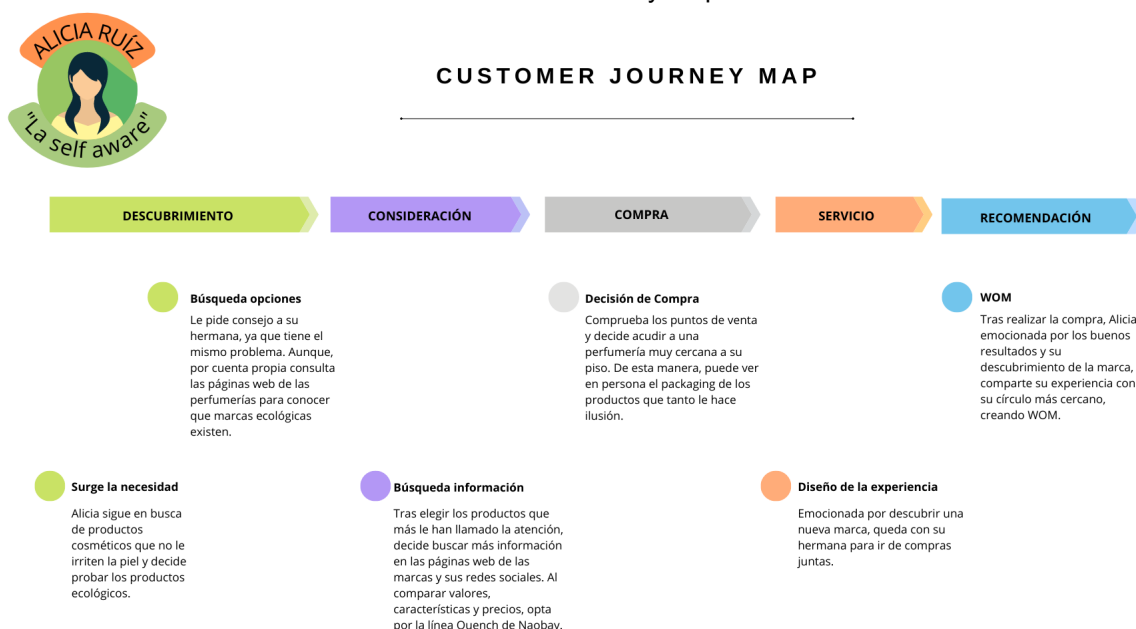 ALICIA RUÍZ
"La self aware"
CUSTOMER JOURNEY MAP
DESCUBRIMIENTO
CONSIDERACIÓN
COMPRA
SERVICIO
RECOMENDACIÓN
Búsqueda opciones
Le pide consejo a su
hermana, ya que tiene el
mismo problema. Aunque,
por cuenta propia consulta
las páginas web de las
perfumerías para conocer
que marcas ecológicas
existen.
Decisión de Compra
Comprueba los puntos de venta
y decide acudir a una
perfumería muy cercana a su
piso. De esta manera, puede ver
en persona el packaging de los
productos que tanto le hace
ilusión.
WOM
Tras realizar la compra, Alicia
emocionada por los buenos
resultados y su
descubrimiento de la marca,
comparte su experiencia con
su círculo más cercano,
creando WOM.
Surge la necesidad
Alicia sigue en busca
de productos
cosméticos que no le
irriten la piel y decide
probar los productos
ecológicos.
Búsqueda información
Tras elegir los productos que
más le han llamado la atención,
decide buscar más información
en las páginas web de las
marcas y sus redes sociales. Al
comparar valores,
características y precios, opta
por la línea Quench de Naobay.
Diseño de la experiencia
Emocionada por descubrir una
nueva marca, queda con su
hermana para ir de compras
juntas.